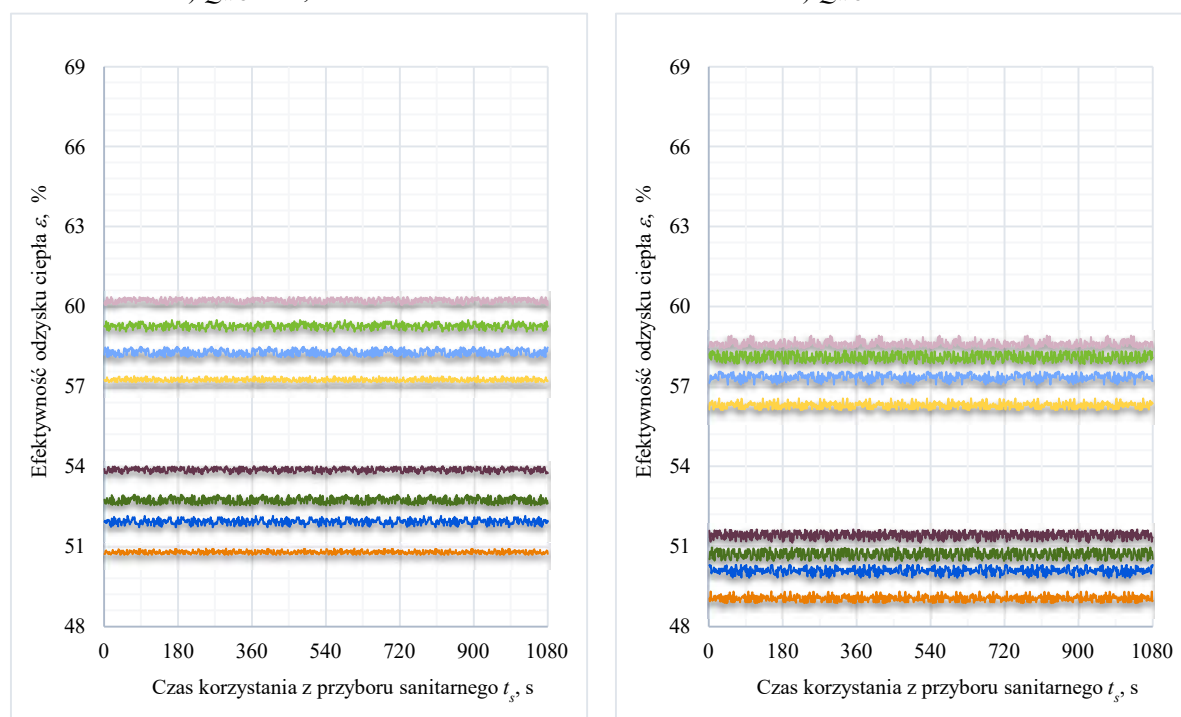 69
66
63
60
57
54
51
48
0 180 360 540 720 900 1080
Efektywność odzysku ciepła ε, %
Czas korzystania z przyboru sanitarnego tₛ, s
69
66
63
60
57
54
51
48
0 180 360 540 720 900 1080
Efektywność odzysku ciepła ε, %
Czas korzystania z przyboru sanitarnego tₛ, s